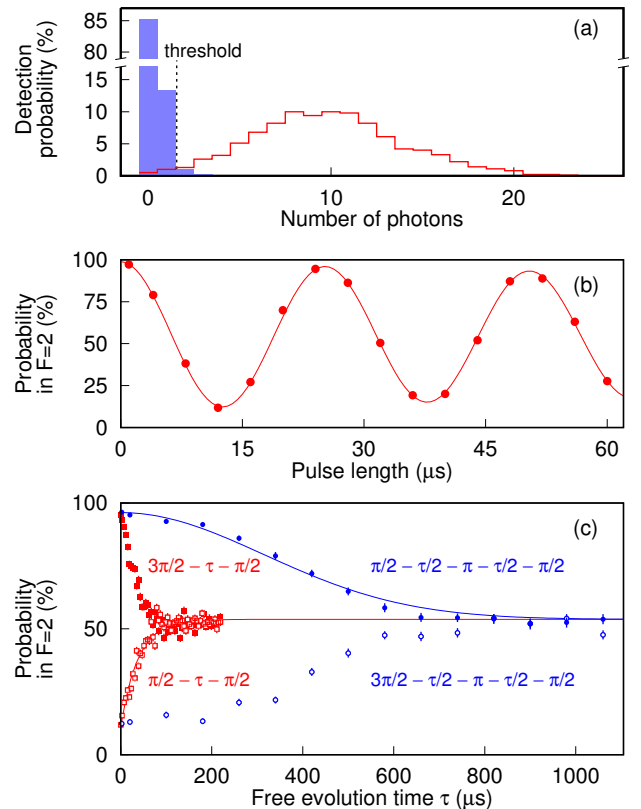 (a)
85
80
threshold
Detection
probability (%)
15
10
5
0
0 10 20
Number of photons
(b)
100
75
50
25
0
Probability
in F=2 (%)
0 15 30 45 60
Pulse length (μs)
(c)
100
50
0
Probability
in F=2 (%)
3π/2 − τ − π/2
π/2 − τ/2 − π − τ/2 − π/2
π/2 − τ − π/2
3π/2 − τ/2 − π − τ/2 − π/2
0 200 400 600 800 1000
Free evolution time τ (μs)